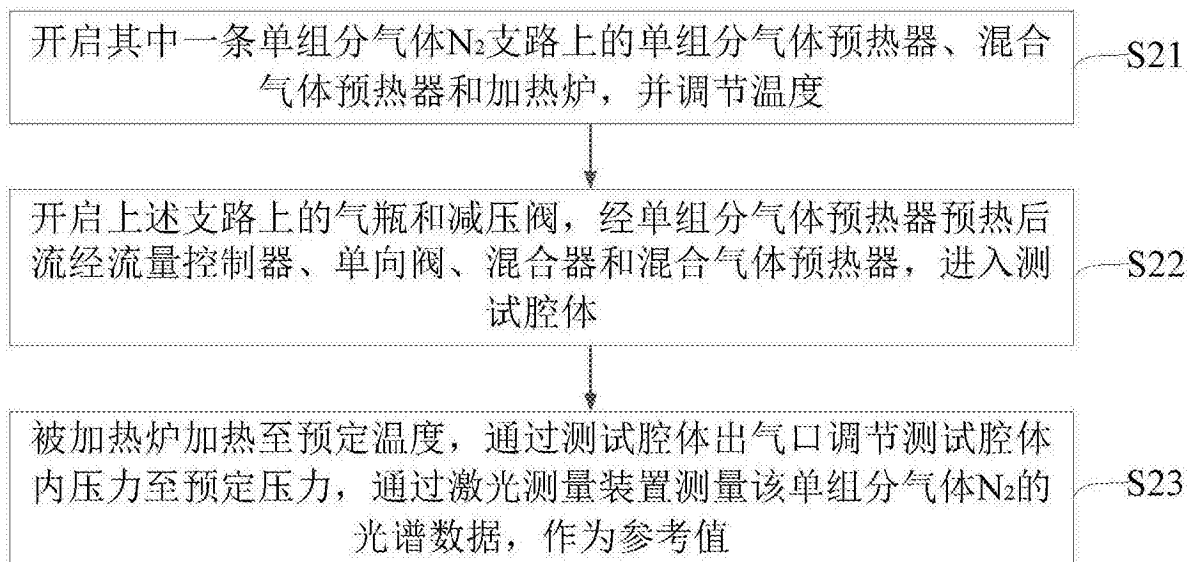 开启其中一条单组分气体N₂支路上的单组分气体预热器、混合
气体预热器和加热炉，并调节温度
S21
开启上述支路上的气瓶和减压阀，经单组分气体预热器预热后
流经流量控制器、单向阀、混合器和混合气体预热器，进入测
试腔体
S22
被加热炉加热至预定温度，通过测试腔体出气口调节测试腔体
内压力至预定压力，通过激光测量装置测量该单组分气体N₂的
光谱数据，作为参考值
S23